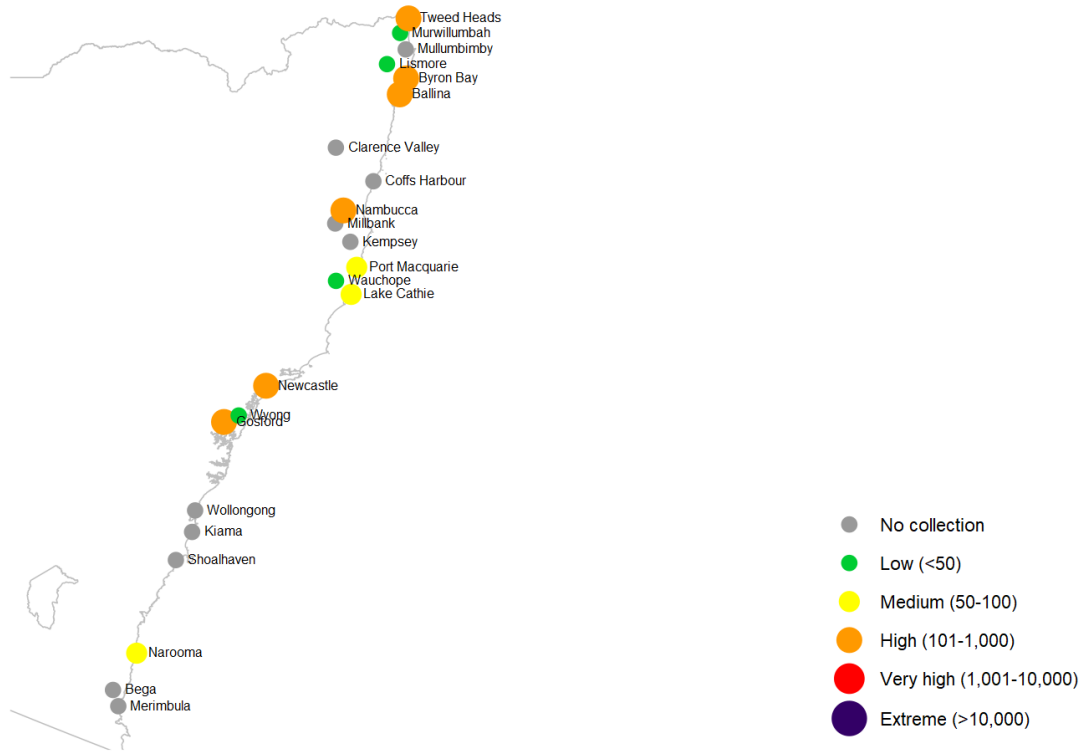 Tweed Heads
Murwillumbah
Mullumbimby
Lismore
Byron Bay
Ballina
Clarence Valley
Coffs Harbour
Nambucca
Millbank
Kempsey
Port Macquarie
Wauchope
Lake Cathie
Newcastle
Wyong
Gosford
Wollongong
Kiama
Shoalhaven
Narooma
Bega
Merimbula
No collection
Low (<50)
Medium (50-100)
High (101-1,000)
Very high (1,001-10,000)
Extreme (>10,000)